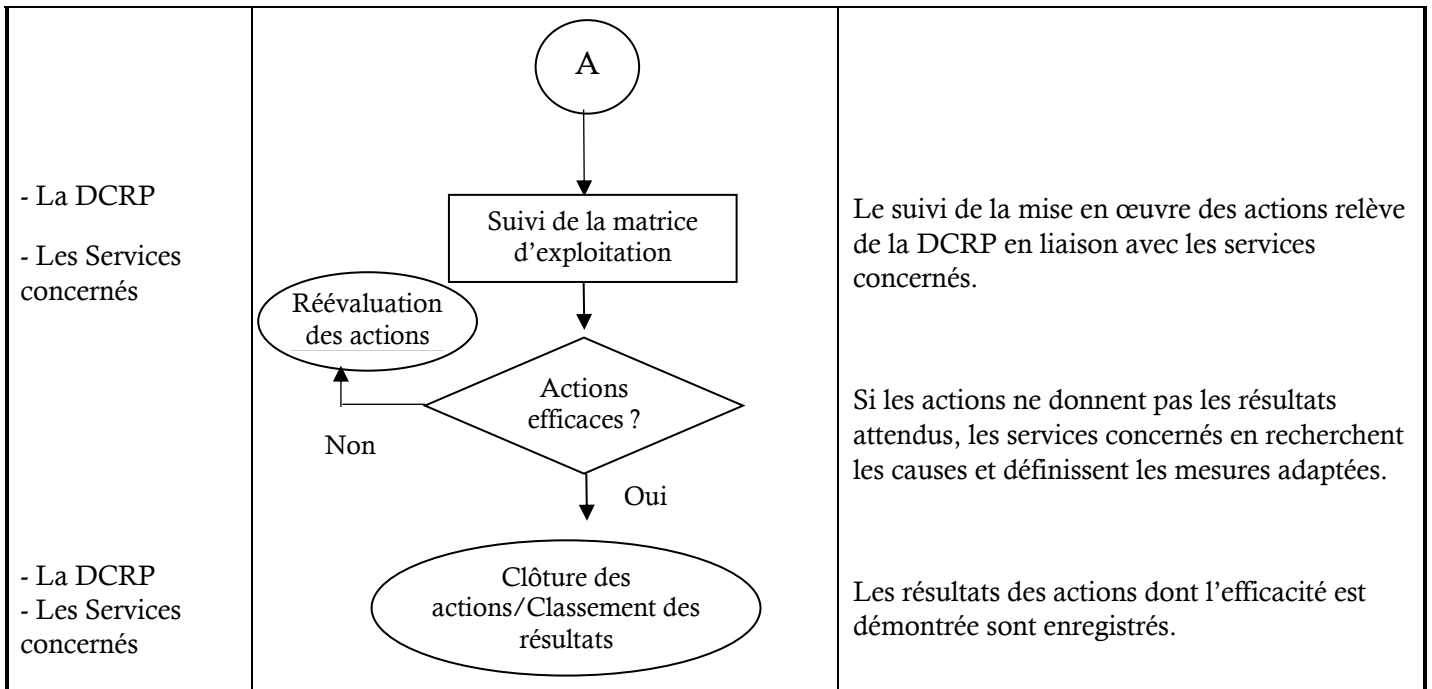 A
- La DCRP
- Les Services
concernés
Suivi de la matrice
d’exploitation
Le suivi de la mise en œuvre des actions relève
de la DCRP en liaison avec les services
concernés.
Réévaluation
des actions
Actions
efficaces ?
Non
Oui
Si les actions ne donnent pas les résultats
attendus, les services concernés en recherchent
les causes et définissent les mesures adaptées.
- La DCRP
- Les Services
concernés
Clôture des
actions/Classement des
résultats
Les résultats des actions dont l’efficacité est
démontrée sont enregistrés.